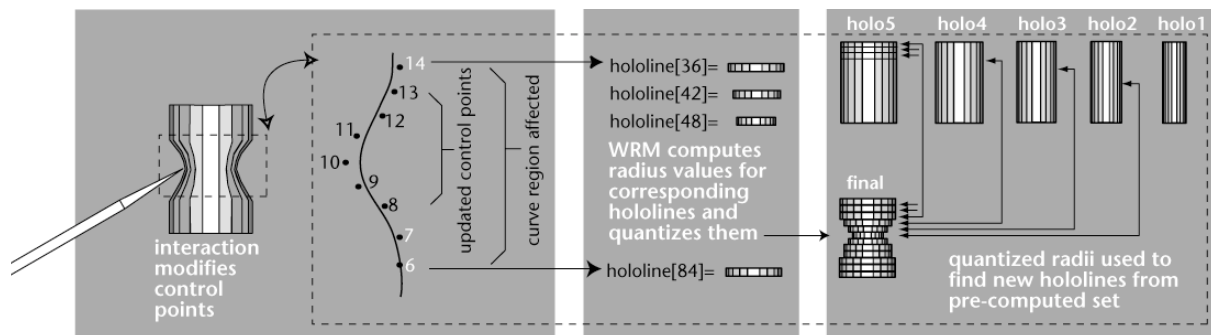 interaction
modifies
control
points
14
13
12
11
10
9
8
7
6
updated control points
curve region affected
hololine[36]=
hololine[42]=
hololine[48]=
WRM computes
radius values for
corresponding
hololines and
quantizes them
hololine[84]=
holo5 holo4 holo3 holo2 holo1
final
quantized radii used to
find new hololines from
pre-computed set